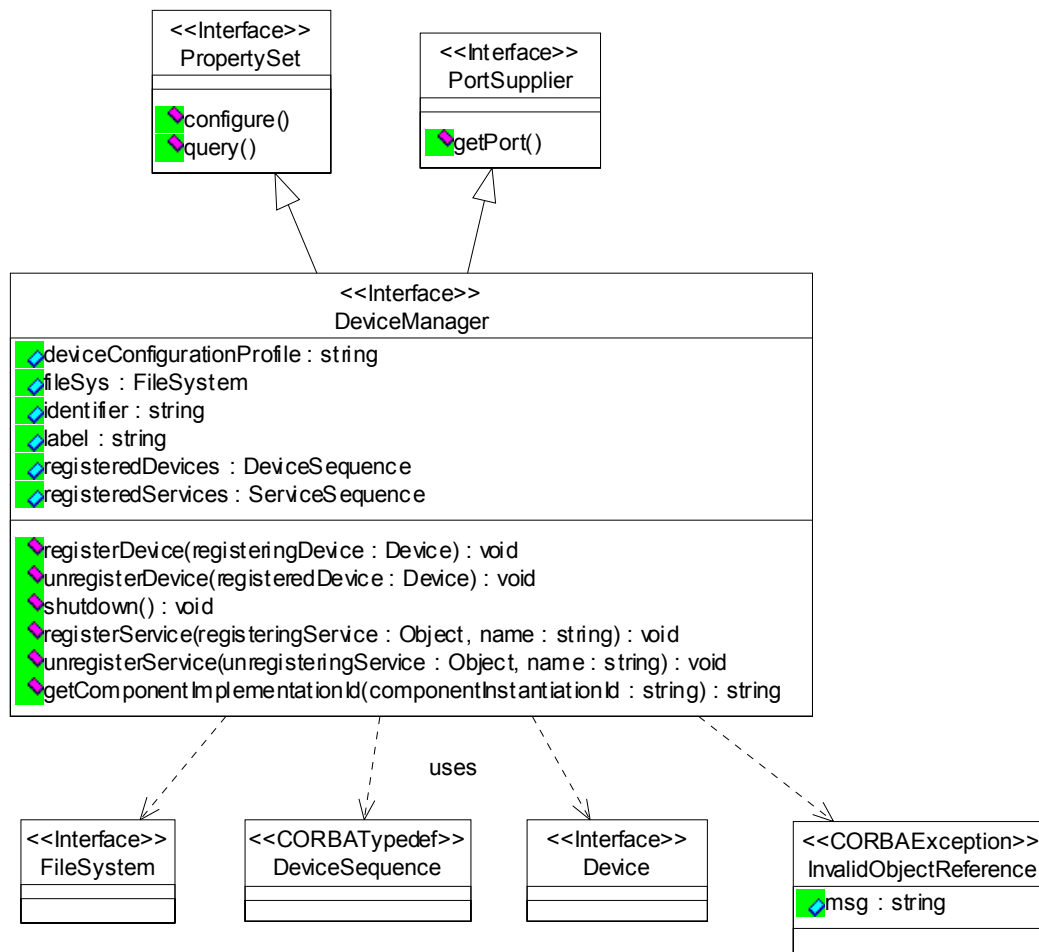 <<Interface>>
PropertySet
configure()
query()
<<Interface>>
PortSupplier
getPort()
<<Interface>>
DeviceManager
deviceConfigurationProfile : string
fileSys : FileSystem
identifier : string
label : string
registeredDevices : DeviceSequence
registeredServices : ServiceSequence
registerDevice(registeringDevice : Device) : void
unregisterDevice(registeredDevice : Device) : void
shutdown() : void
registerService(registeringService : Object, name : string) : void
unregisterService(unregisteringService : Object, name : string) : void
getComponentImplementationId(componentInstantiationId : string) : string
uses
<<Interface>>
FileSystem
<<CORBATypedef>>
DeviceSequence
<<Interface>>
Device
<<CORBAException>>
InvalidObjectReference
msg : string